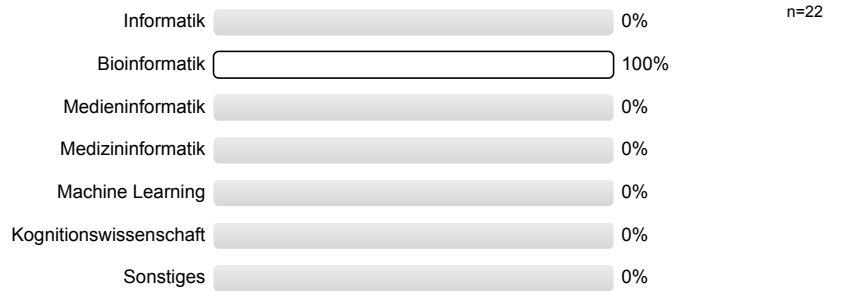 Informatik 0% n=22
Bioinformatik 100%
Medieninformatik 0%
Medizininformatik 0%
Machine Learning 0%
Kognitionswissenschaft 0%
Sonstiges 0%